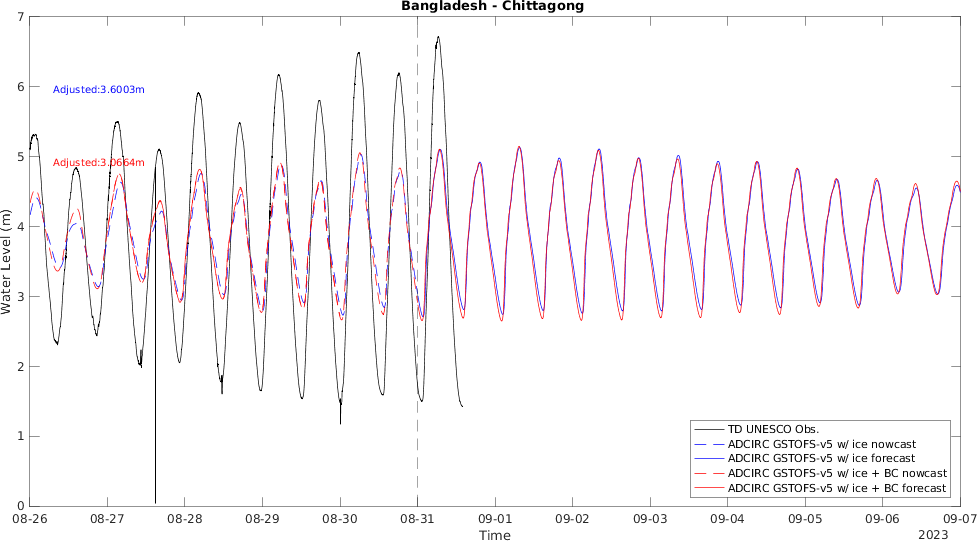 Bangladesh - Chittagong
7
6
5
4
3
2
1
0
Water Level (m)
Adjusted:3.6003m
Adjusted:3.0664m
TD UNESCO Obs.
ADCIRC GSTOFS-v5 w/ ice nowcast
ADCIRC GSTOFS-v5 w/ ice forecast
ADCIRC GSTOFS-v5 w/ ice + BC nowcast
ADCIRC GSTOFS-v5 w/ ice + BC forecast
08-26 08-27 08-28 08-29 08-30 08-31 09-01 09-02 09-03 09-04 09-05 09-06 09-07
Time
2023